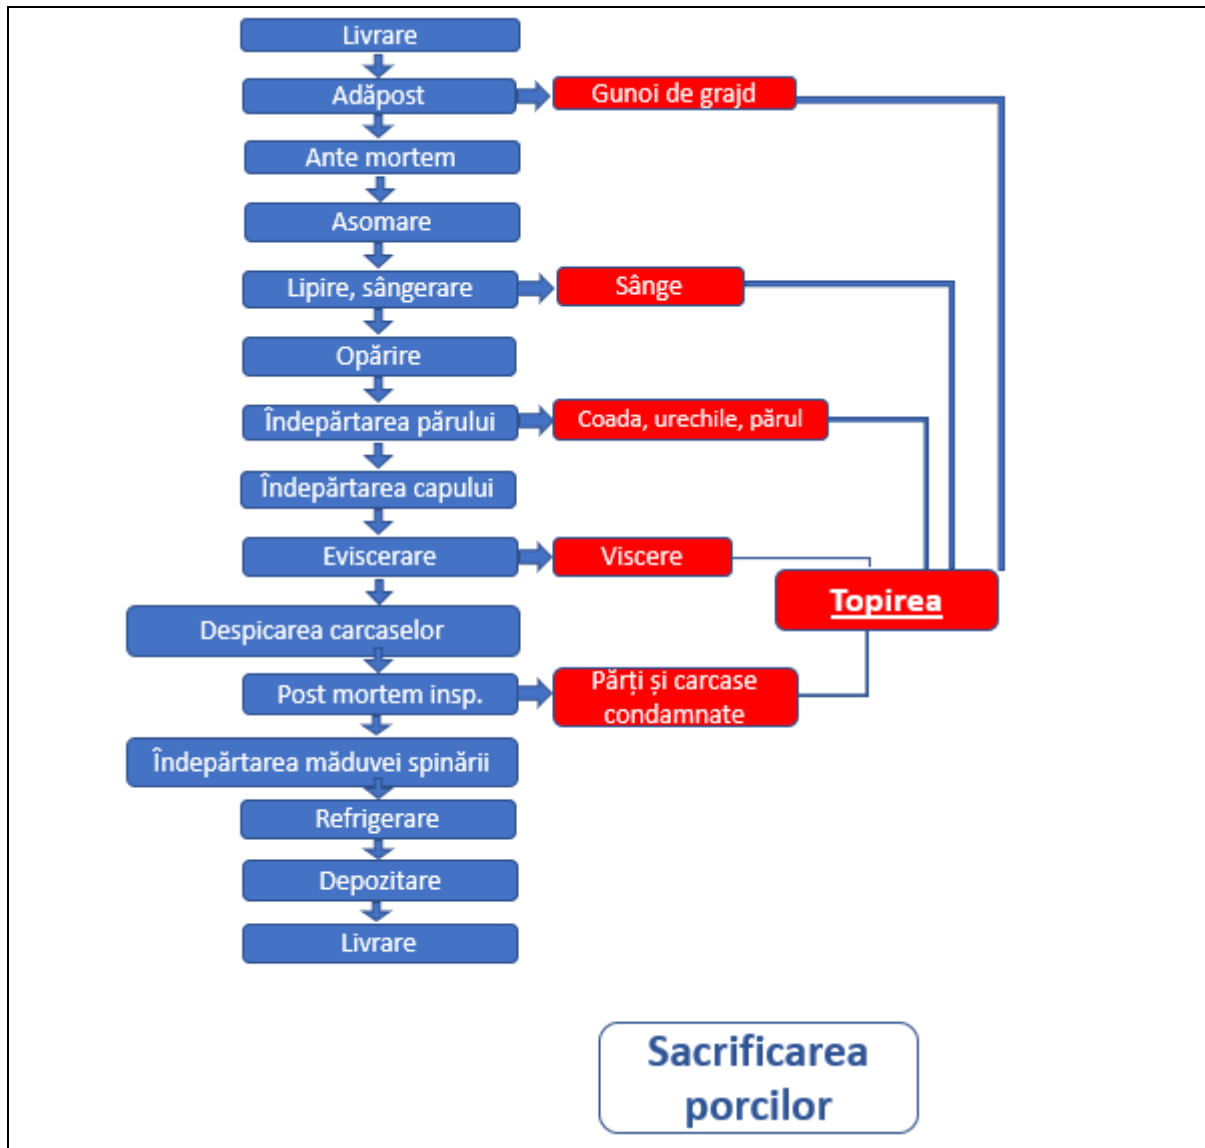 Livrare
Adăpost
Gunoi de grajd
Ante mortem
Asomare
Lipire, sângerare
Sânge
Opărire
Îndepărtarea părului
Coada, urechile, părul
Îndepărtarea capului
Eviscerare
Viscere
Topirea
Despicarea carcaselor
Post mortem insp.
Părți și carcase
condamnate
Îndepărtarea măduvei spinării
Refrigerare
Depozitare
Livrare
Sacrificarea
porcilor